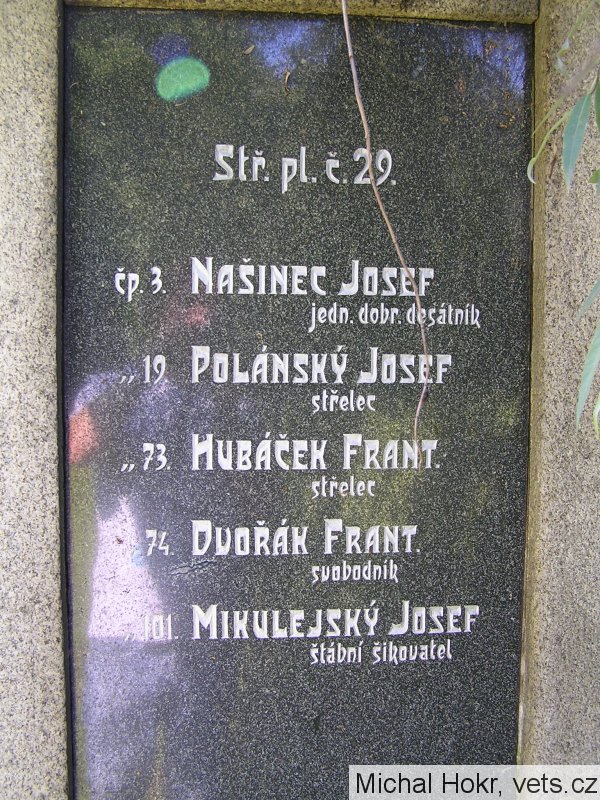 Stř. pl. č. 29.
čp. 3. NAŠINEC JOSEF
jedn. dobr. desátník
„ 19 POLÁNSKÝ JOSEF
střelec
„ 73. HUBÁČEK FRANT.
střelec
74. DVOŘÁK FRANT.
svobodník
„ 101. MIKULEJSKÝ JOSEF
štábní šikovatel
Michal Hokr, vets.cz